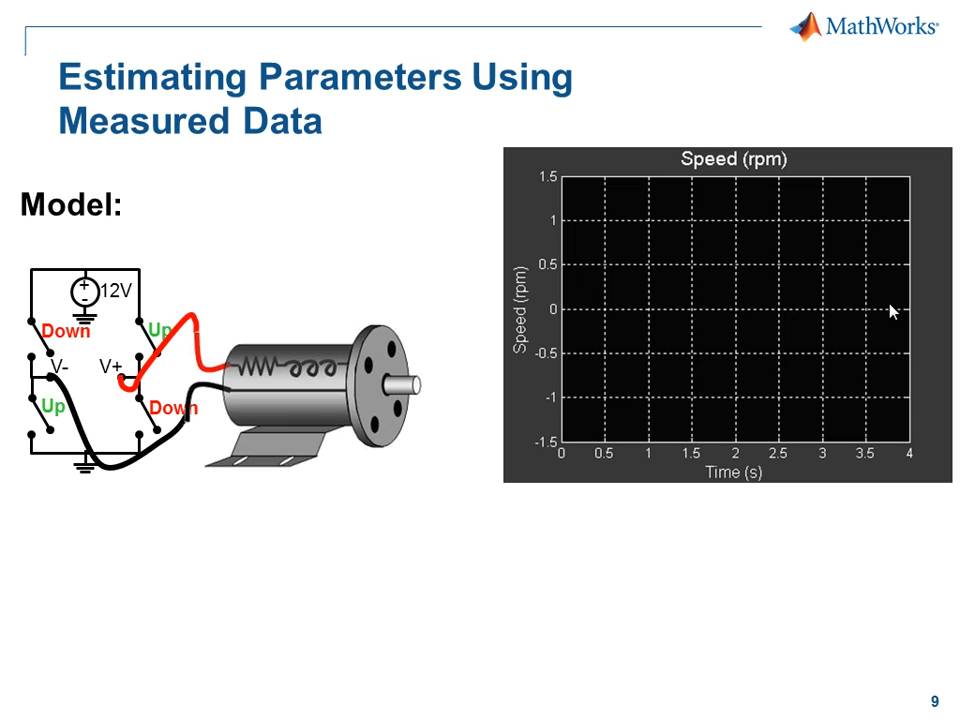 MathWorks®
Estimating Parameters Using
Measured Data
Model:
+
-
12V
Down
Up
V-
V+
Up
Down
Speed (rpm)
Speed (rpm)
1.5
1
0.5
0
-0.5
-1
-1.5
0 0.5 1 1.5 2 2.5 3 3.5 4
Time (s)
9